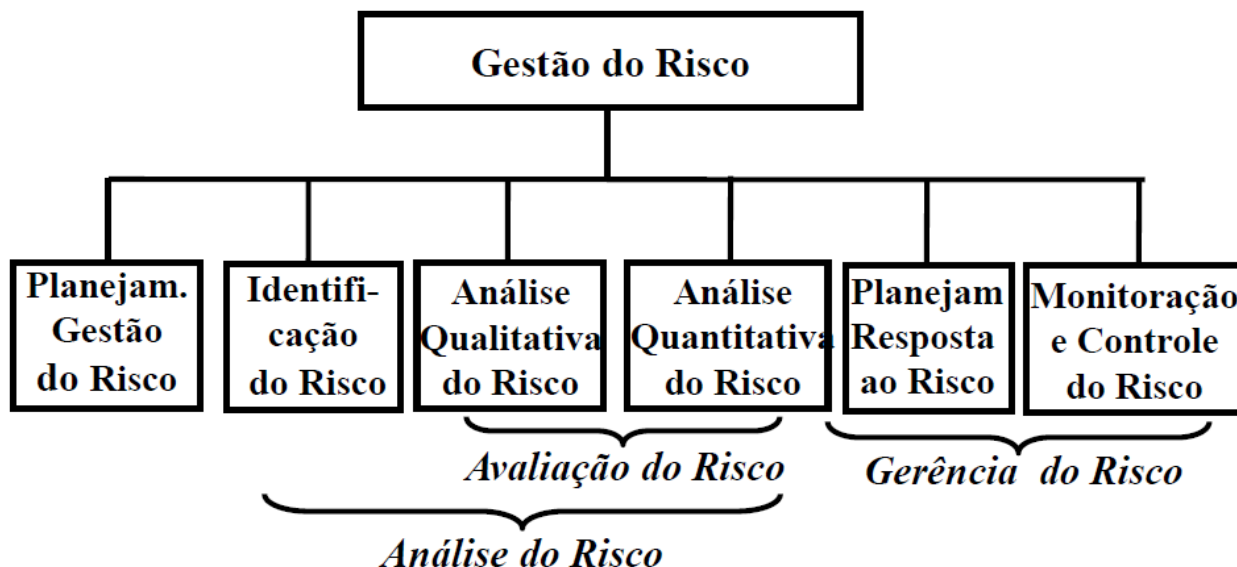 Gestão do Risco
Planejam.
Gestão
do Risco
Identifi-
cação
do Risco
Análise
Qualitativa
do Risco
Análise
Quantitativa
do Risco
Planejam
Resposta
ao Risco
Monitoração
e Controle
do Risco
Avaliação do Risco
Gerência do Risco
Análise do Risco